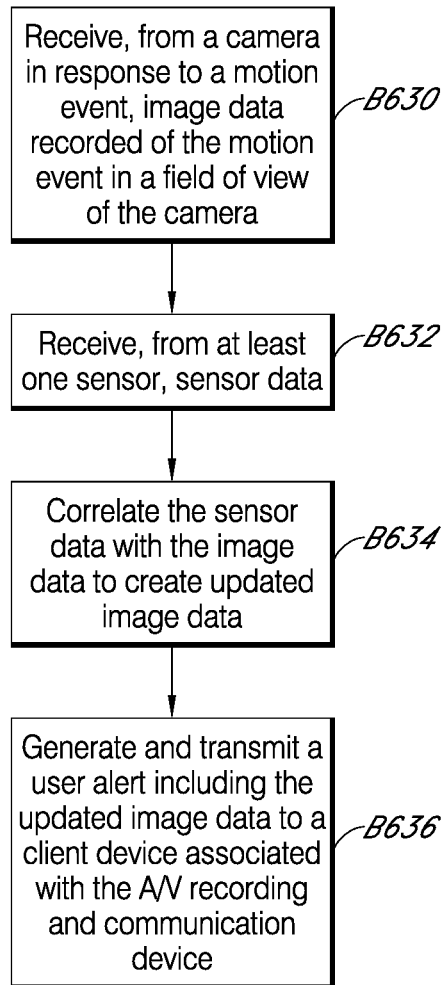 Receive, from a camera
in response to a motion
event, image data
recorded of the motion
event in a field of view
of the camera
B630
Receive, from at least
one sensor, sensor data
B632
Correlate the sensor
data with the image
data to create updated
image data
B634
Generate and transmit a
user alert including the
updated image data to a
client device associated
with the A/V recording
and communication
device
B636